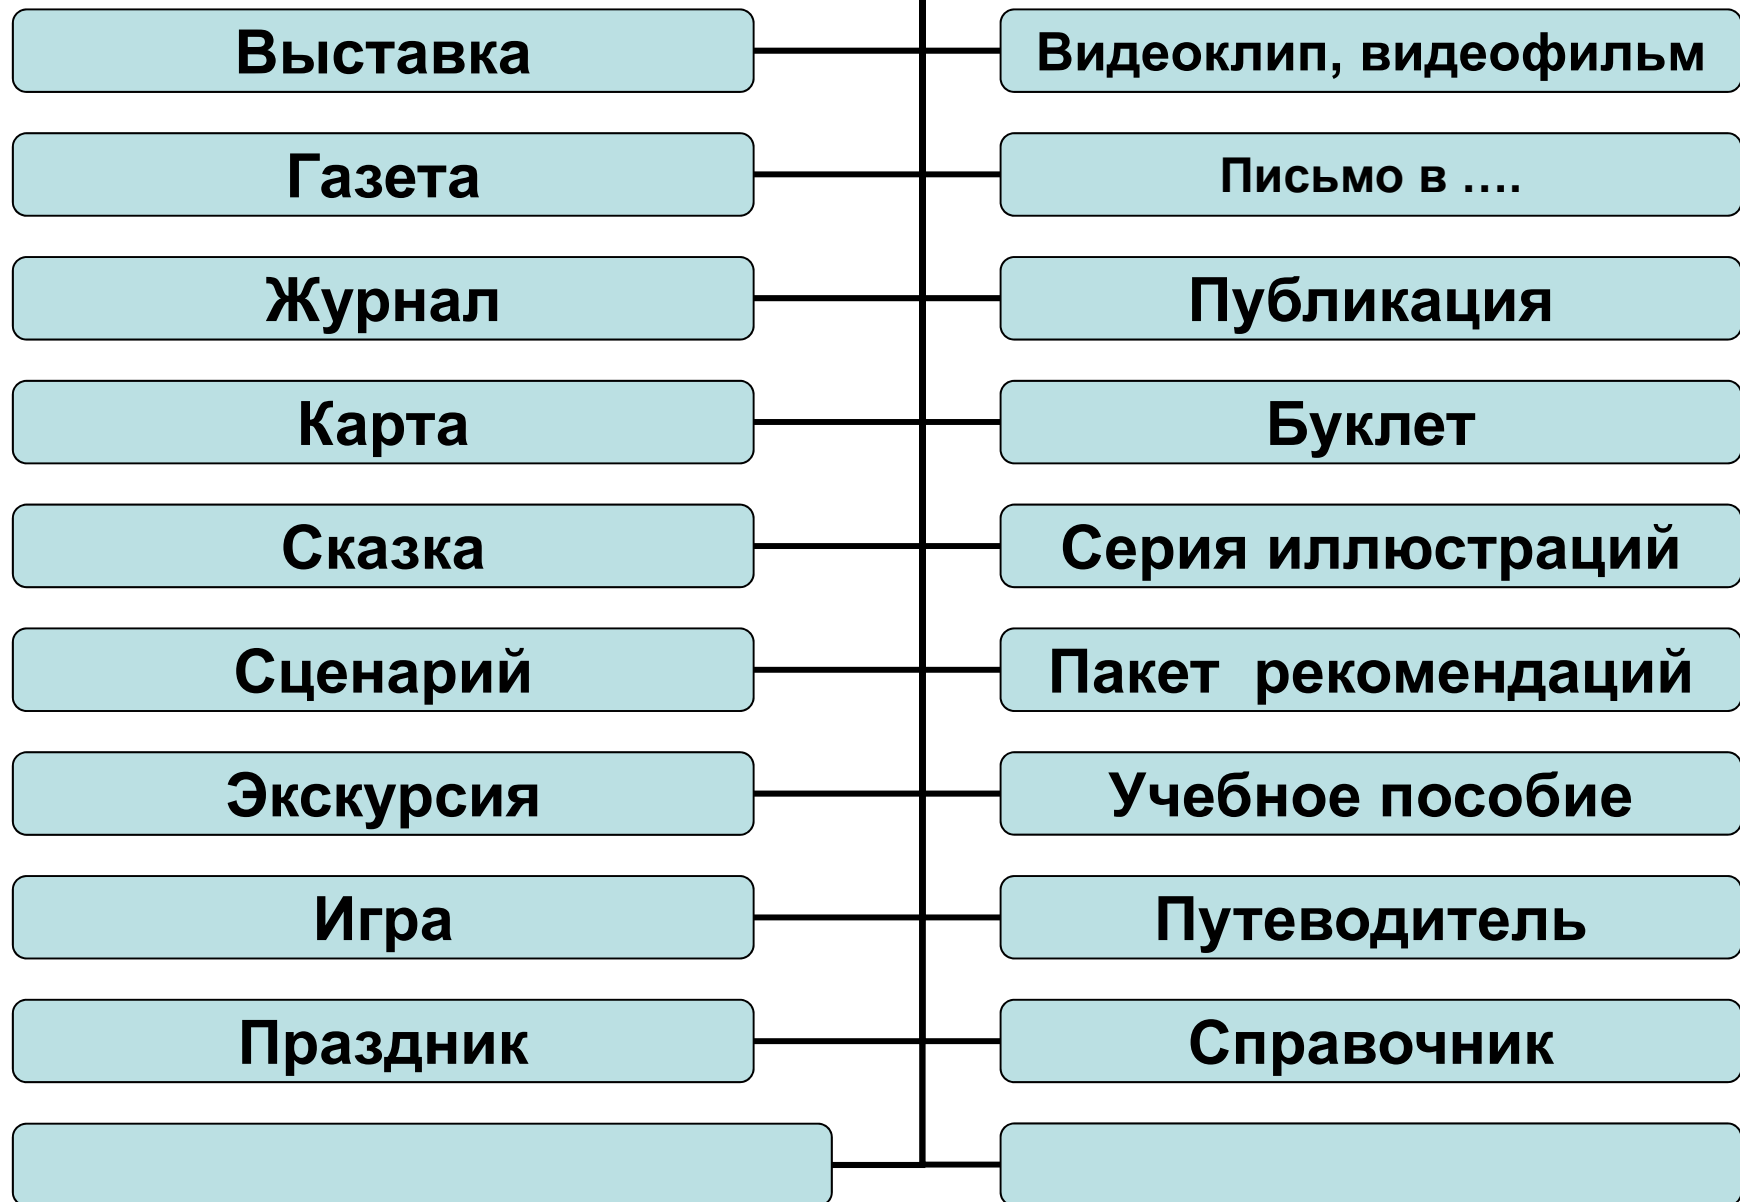 Выставка
Видеоклип, видеофильм
Газета
Письмо в ....
Журнал
Публикация
Карта
Буклет
Сказка
Серия иллюстраций
Сценарий
Пакет  рекомендаций
Экскурсия
Учебное пособие
Игра
Путеводитель
Праздник
Справочник